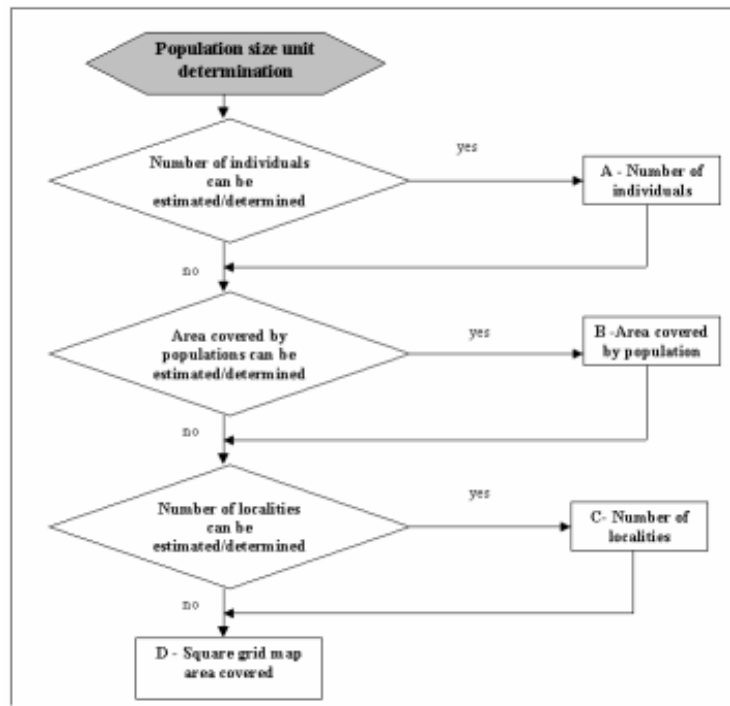 Population size unit
determination
Number of individuals
can be
estimated/determined
yes
A - Number of
individuals
no
Area covered by
populations can be
estimated/determined
yes
B -Area covered
by population
no
Number of localities
can be
estimated/determined
yes
C- Number of
localities
no
D - Square grid map
area covered